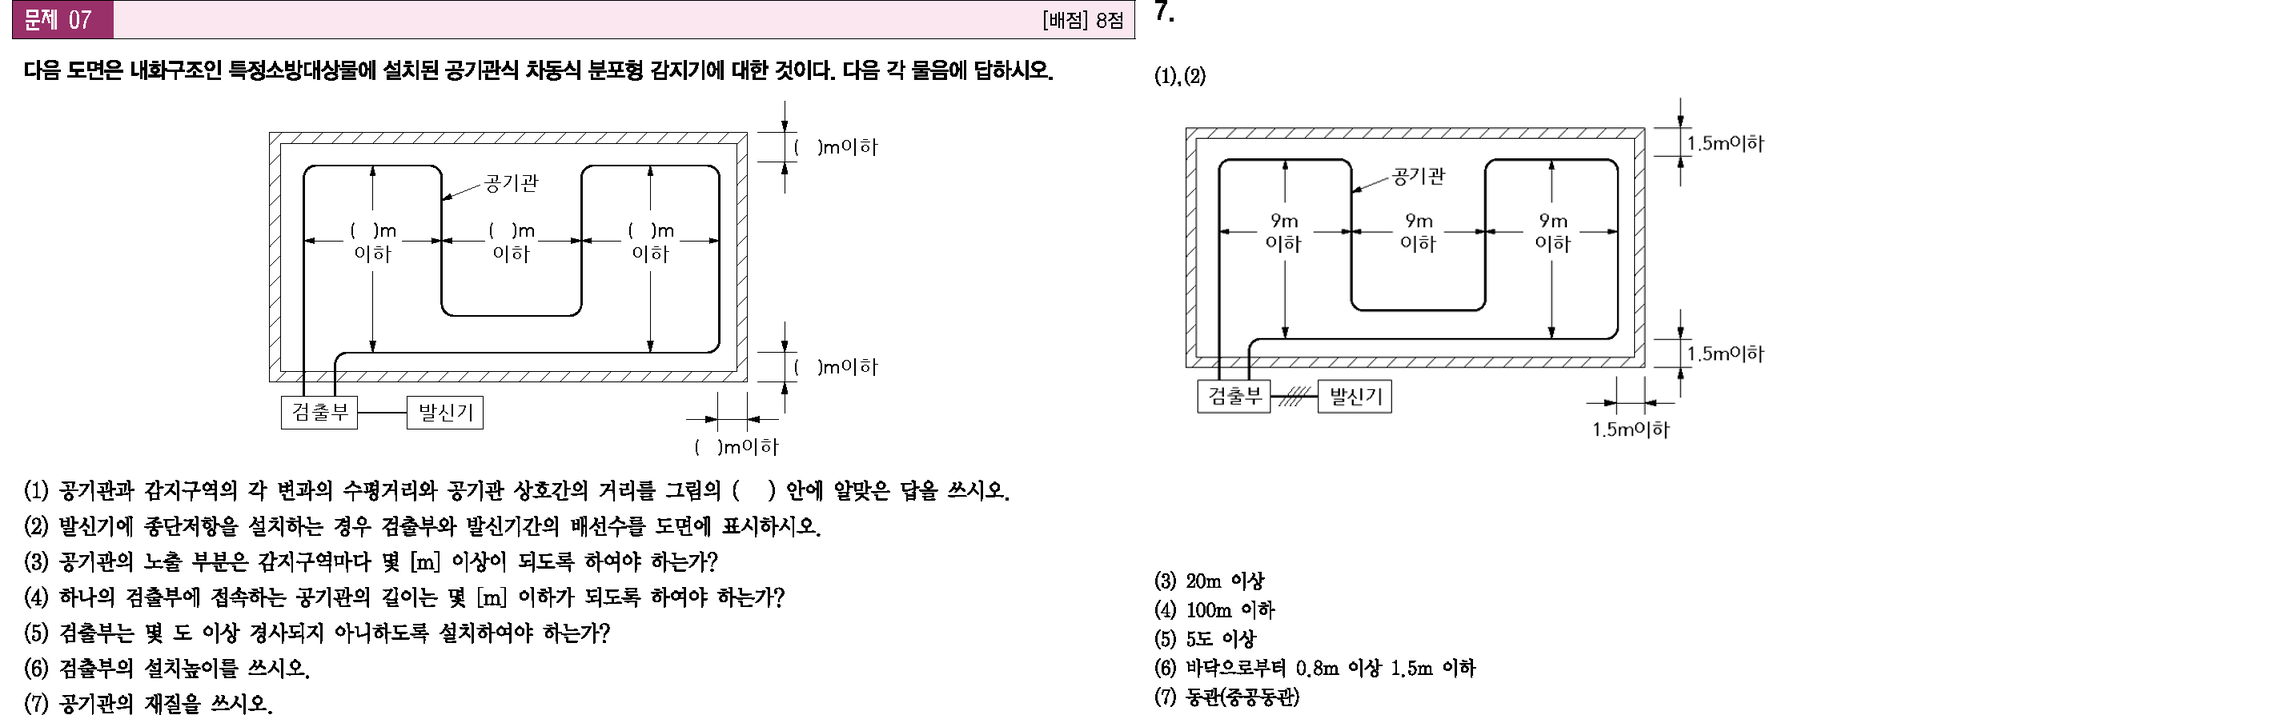 문제 07
[배점] 8점
다음 도면은 내화구조인 특정소방대상물에 설치된 공기관식 차동식 분포형 감지기에 대한 것이다. 다음 각 물음에 답하시오.
( )m이하
공기관
( )m 이하
( )m 이하
( )m 이하
( )m이하
검출부
발신기
( )m이하
(1) 공기관과 감지구역의 각 변과의 수평거리와 공기관 상호간의 거리를 그림의 ( ) 안에 알맞은 답을 쓰시오.
(2) 발신기에 종단저항을 설치하는 경우 검출부와 발신기간의 배선수를 도면에 표시하시오.
(3) 공기관의 노출 부분은 감지구역마다 몇 [m] 이상이 되도록 하여야 하는가?
(4) 하나의 검출부에 접속하는 공기관의 길이는 몇 [m] 이하가 되도록 하여야 하는가?
(5) 검출부는 몇 도 이상 경사되지 아니하도록 설치하여야 하는가?
(6) 검출부의 설치높이를 쓰시오.
(7) 공기관의 재질을 쓰시오.
7.
(1),(2)
1.5m이하
공기관
9m 이하
9m 이하
9m 이하
1.5m이하
검출부
발신기
1.5m이하
(3) 20m 이상
(4) 100m 이하
(5) 5도 이상
(6) 바닥으로부터 0.8m 이상 1.5m 이하
(7) 동관(중공동관)